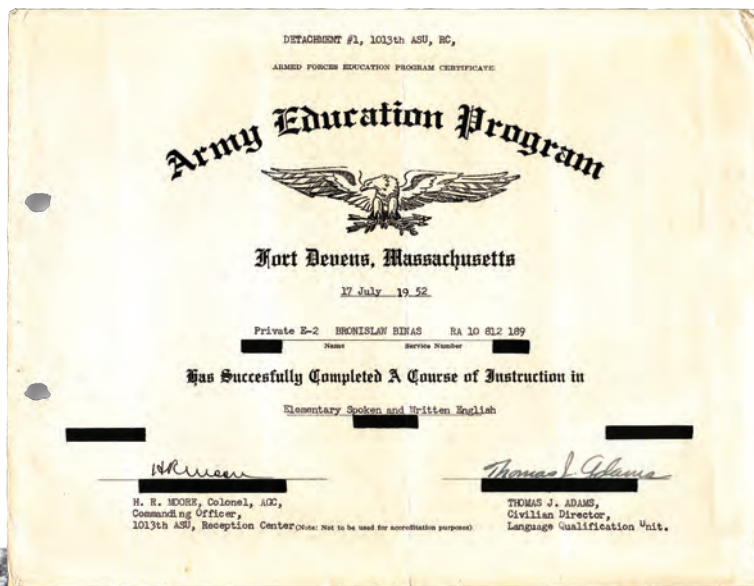 DETACHMENT #1, 1013th ASU, RC,
ARMED FORCES EDUCATION PROGRAM CERTIFICATE
Army Education Program
Fort Devens, Massachusetts
17 July 1952
Private E-2 BRONISLAW BINAS RA 10 812 189
Name Service Number
Has Succesfully Completed A Course of Instruction in
Elementary Spoken and Written English
HRMoore Thomas J. Adams
H. R. MOORE, Colonel, AGC, THOMAS J. ADAMS,
Commanding Officer, Civilian Director,
1013th ASU, Reception Center (Note: Not to be used for accreditation purposes) Language Qualification Unit.